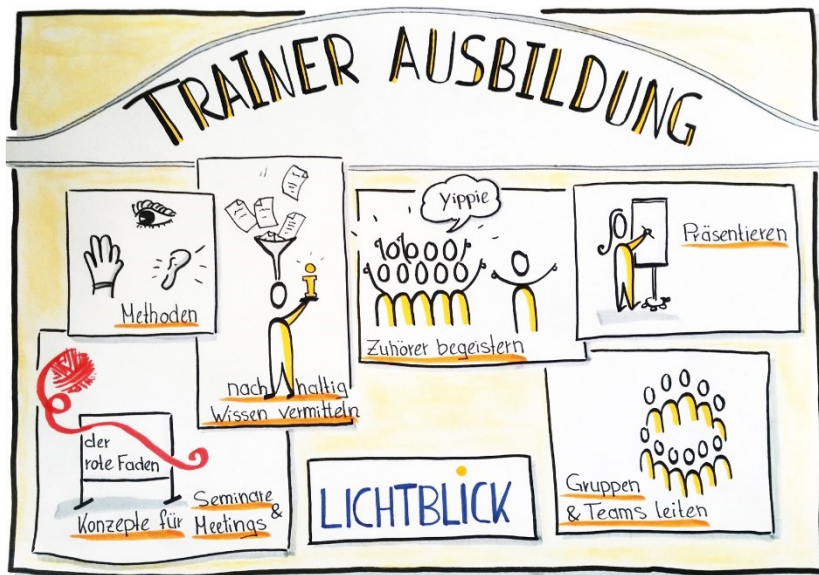 TRAINER AUSBILDUNG
Methoden
nachhaltig
Wissen vermitteln
Yippie
Zuhörer begeistern
Präsentieren
der
rote Faden
Konzepte für Seminare &
Meetings
LICHTBLICK
Gruppen
& Teams leiten